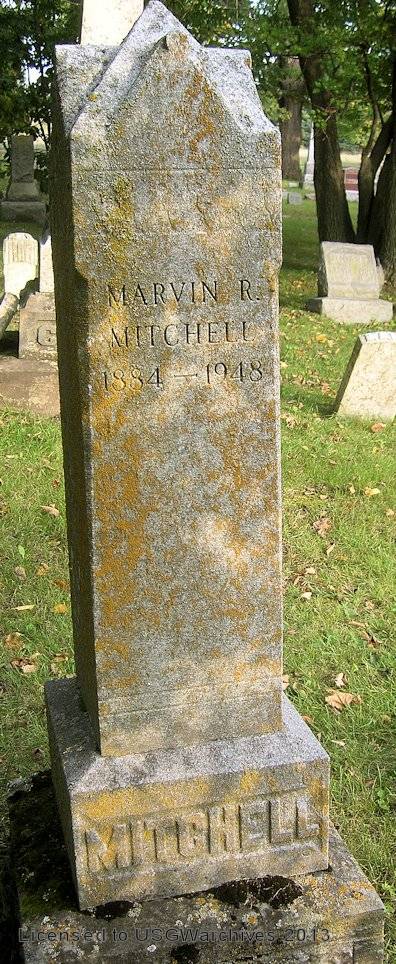 MARVIN R.
MITCHELL
1884 — 1948
G
MITCHELL
Licensed to USGWarchives 2013